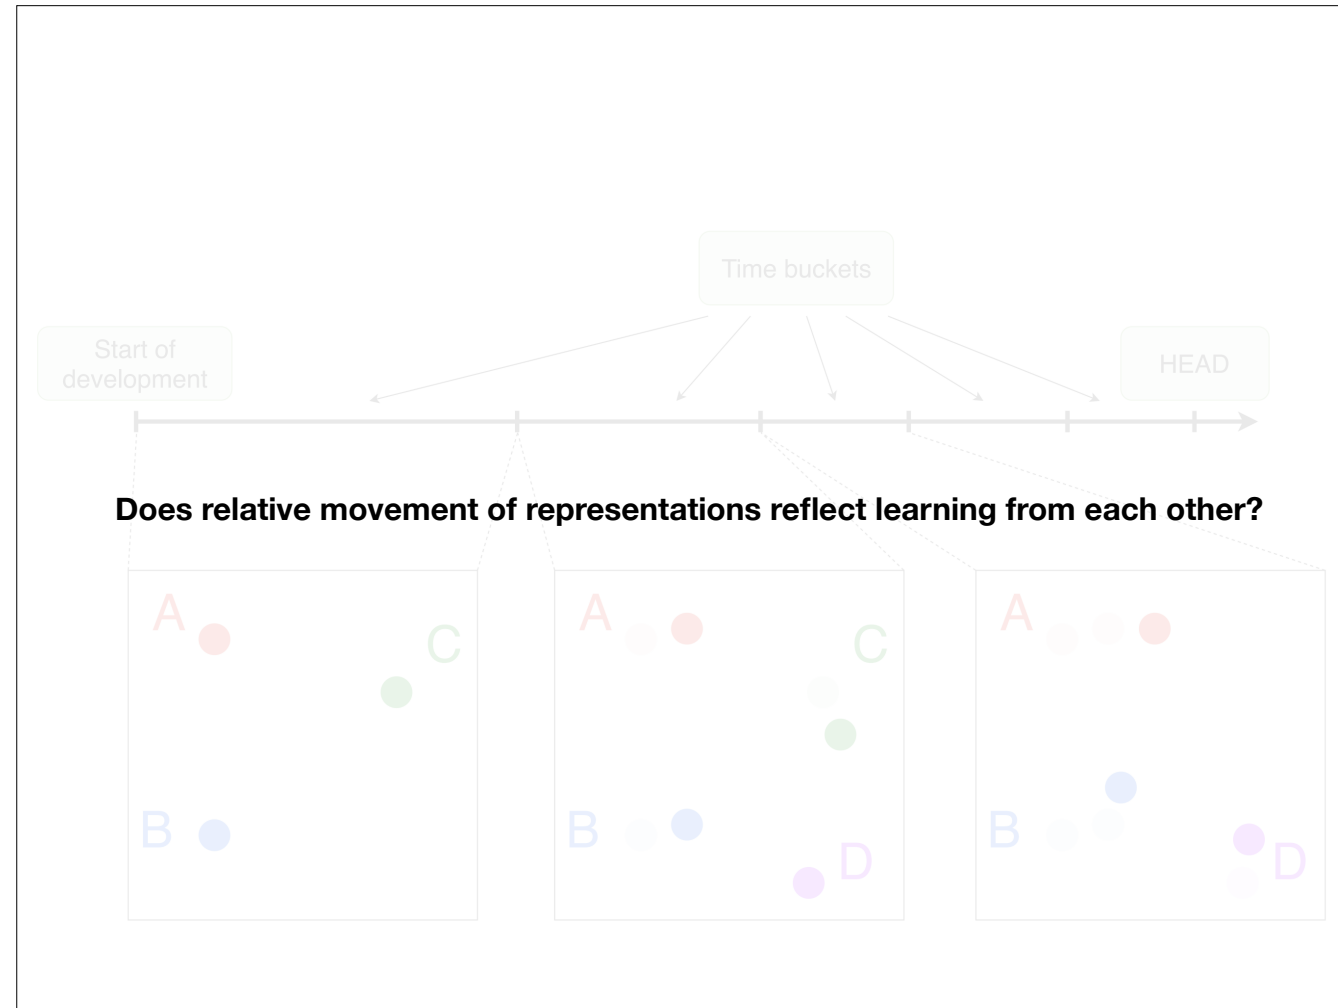 Time buckets
Start of
development
HEAD
Does relative movement of representations reflect learning from each other?
A
C
B
A
C
B
D
A
B
D